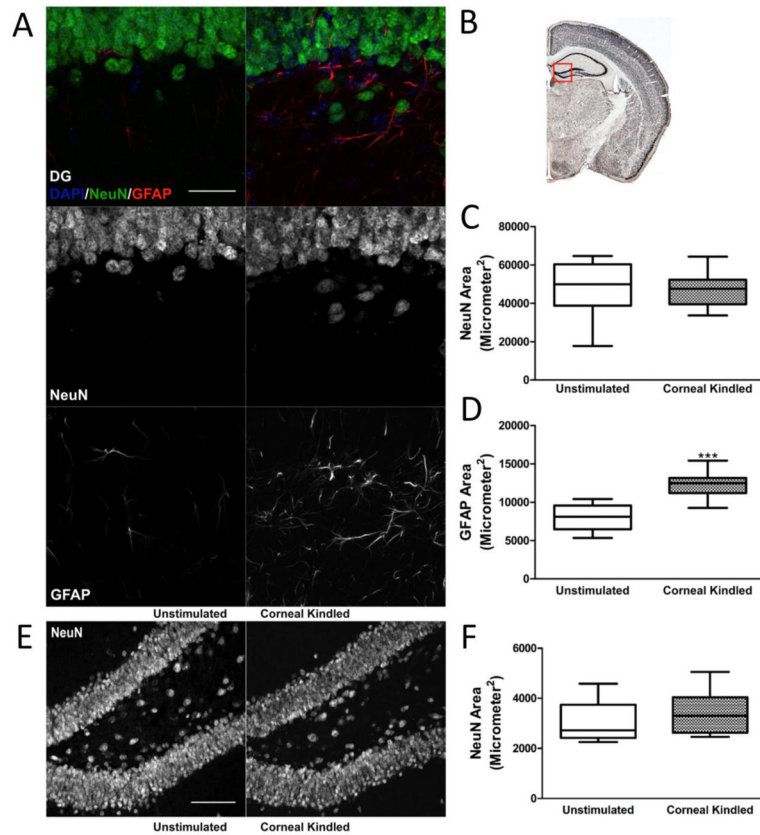 A
DG
DAPi/NeuN/GFAP
NeuN
GFAP
Unstimulated Corneal Kindled
B
C
NeuN Area
(Micrometer²)
80000
60000
40000
20000
0
Unstimulated Corneal Kindled
D
GFAP Area
(Micrometer²)
20000
15000
10000
5000
0
***
Unstimulated Corneal Kindled
E
NeuN
Unstimulated Corneal Kindled
F
NeuN Area
(Micrometer²)
6000
4000
2000
0
Unstimulated Corneal Kindled